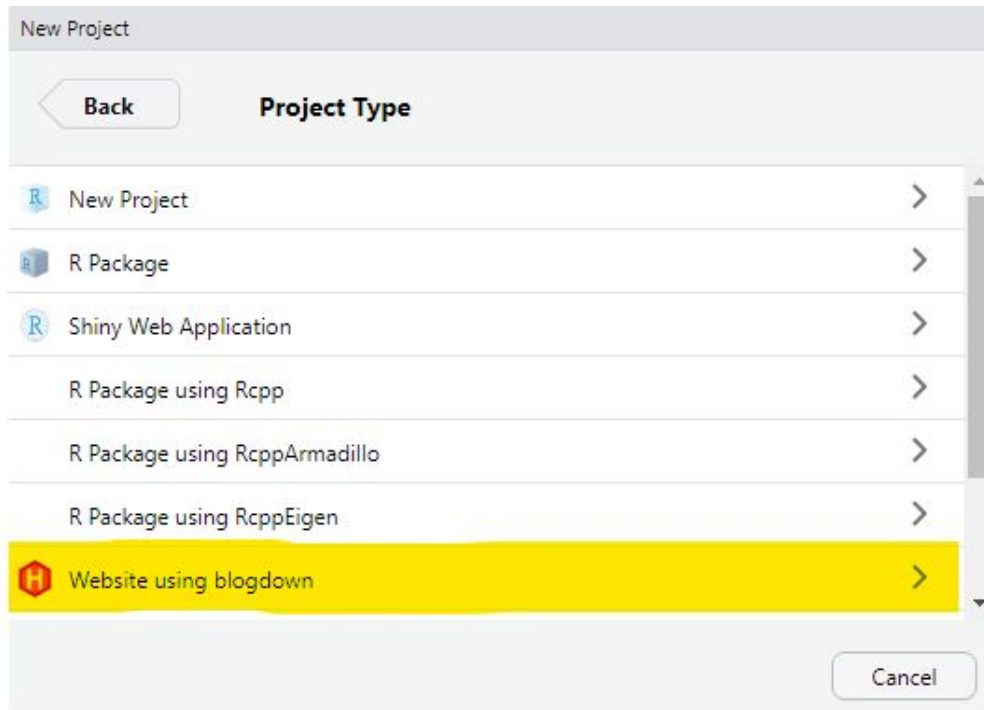 New Project
Back
Project Type
R New Project
R R Package
R Shiny Web Application
R Package using Rcpp
R Package using RcppArmadillo
R Package using RcppEigen
H Website using blogdown
Cancel